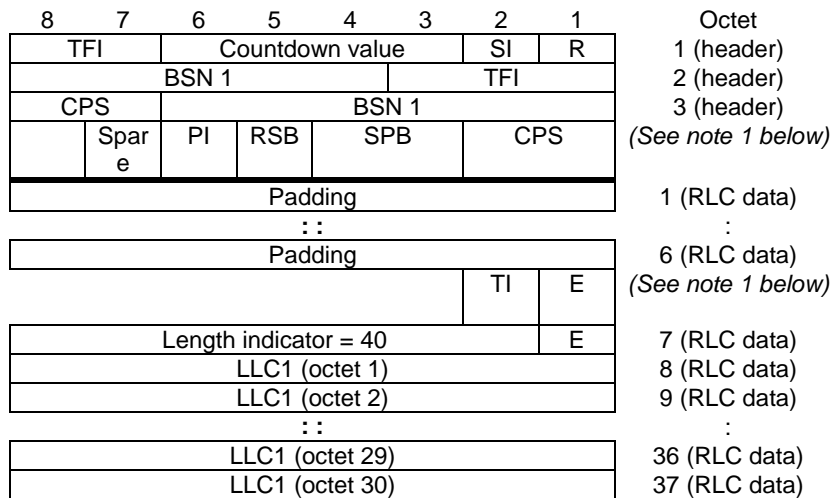 8 7 6 5 4 3 2 1 Octet
TFI Countdown value SI R 1 (header)
BSN 1 TFI 2 (header)
CPS BSN 1 3 (header)
Spar
e PI RSB SPB CPS (See note 1 below)
Padding 1 (RLC data)
: : :
Padding 6 (RLC data)
TI E (See note 1 below)
Length indicator = 40 E 7 (RLC data)
LLC1 (octet 1) 8 (RLC data)
LLC1 (octet 2) 9 (RLC data)
: : :
LLC1 (octet 29) 36 (RLC data)
LLC1 (octet 30) 37 (RLC data)